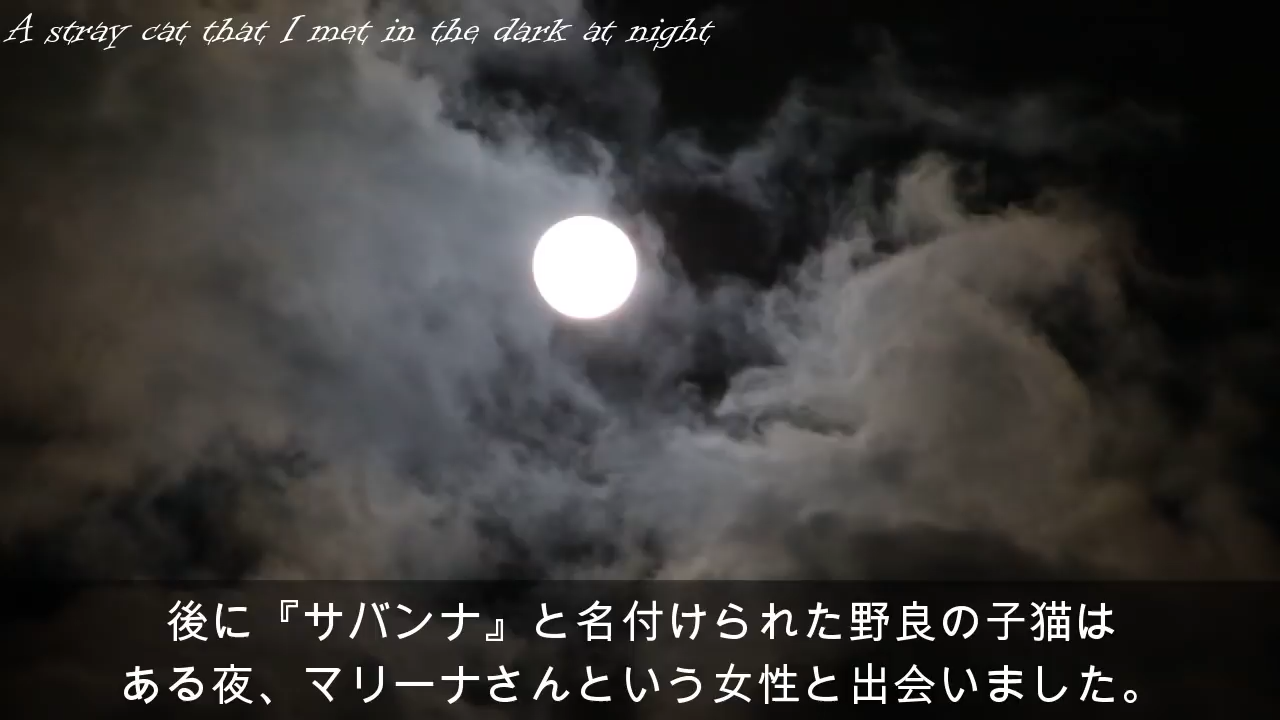 A stray cat that I met in the dark at night
後に『サバンナ』と名付けられた野良の子猫は
ある夜、マリーナさんという女性と出会いました。